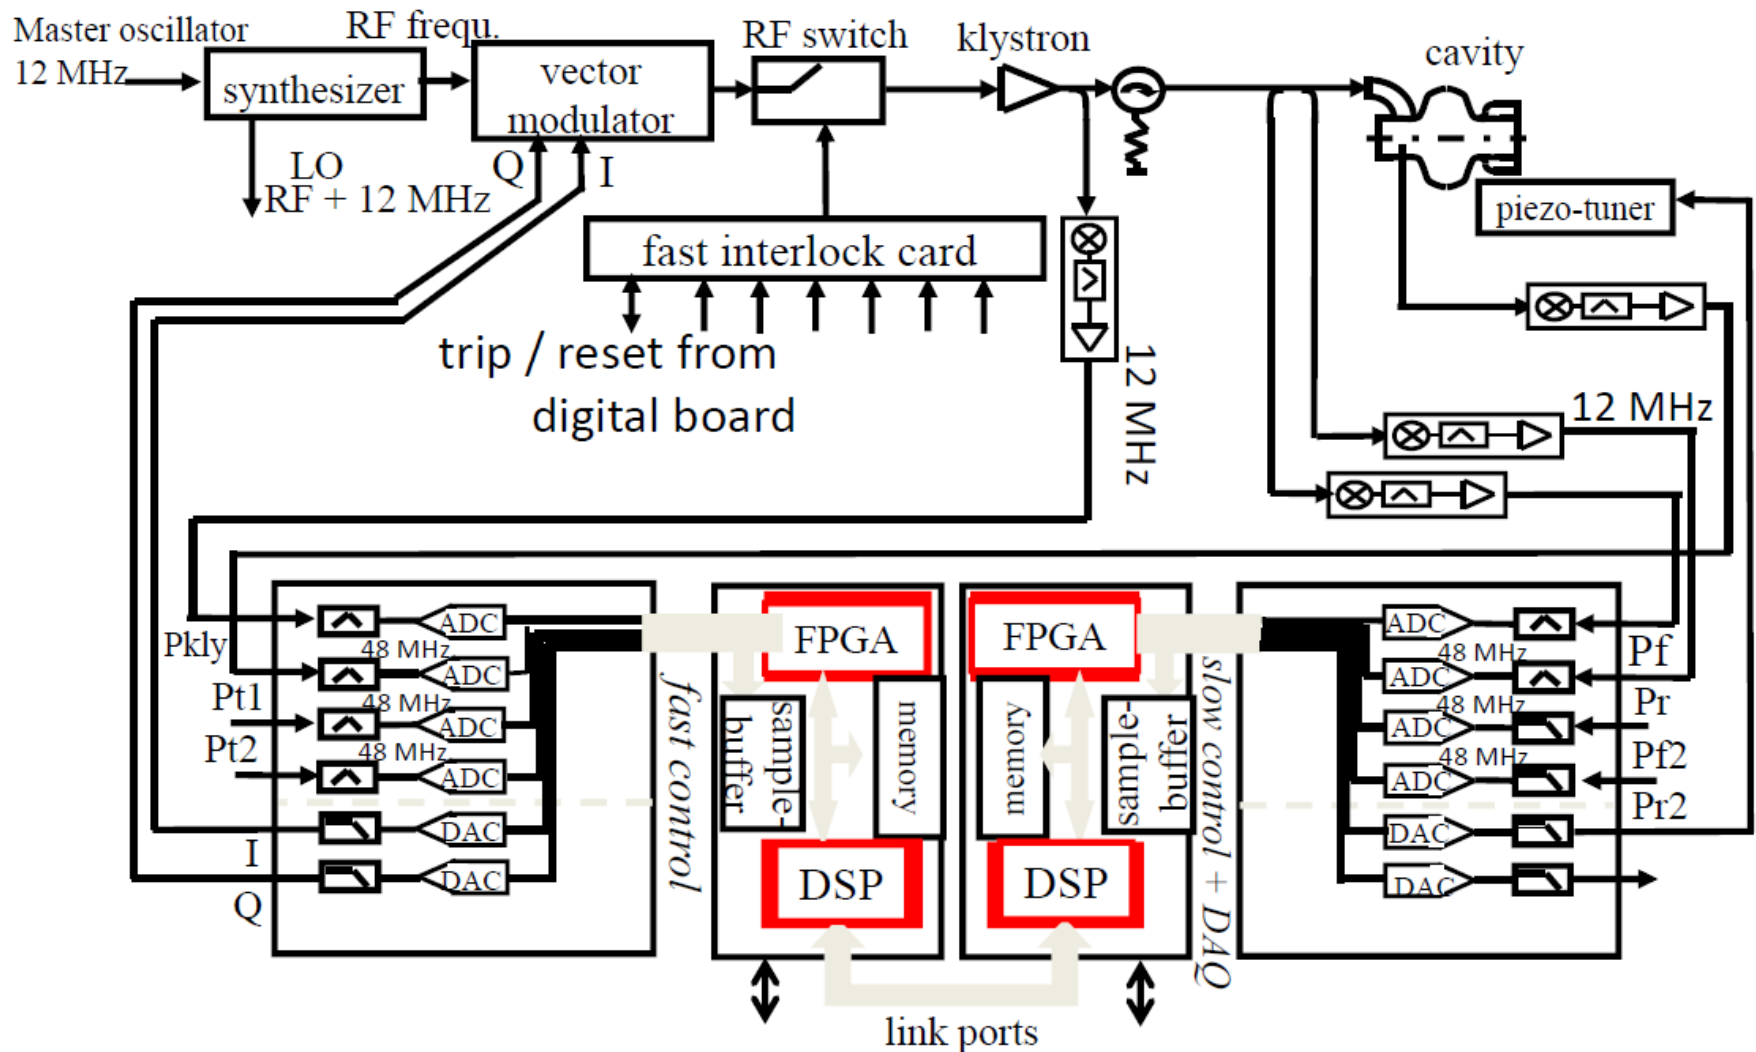 Master oscillator
12 MHz
RF frequ.
synthesizer
vector
modulator
RF switch
klystron
cavity
LO
RF + 12 MHz
Q
I
fast interlock card
piezo-tuner
trip / reset from
digital board
12 MHz
12 MHz
Pkly
Pt1
Pt2
I
Q
ADC
48 MHz
ADC
48 MHz
ADC
48 MHz
ADC
DAC
DAC
fast control
FPGA
sample-
buffer
memory
DSP
FPGA
memory
sample-
buffer
DSP
slow control + DAQ
link ports
ADC
48 MHz
ADC
48 MHz
ADC
48 MHz
ADC
DAC
DAC
Pf
Pr
Pf2
Pr2